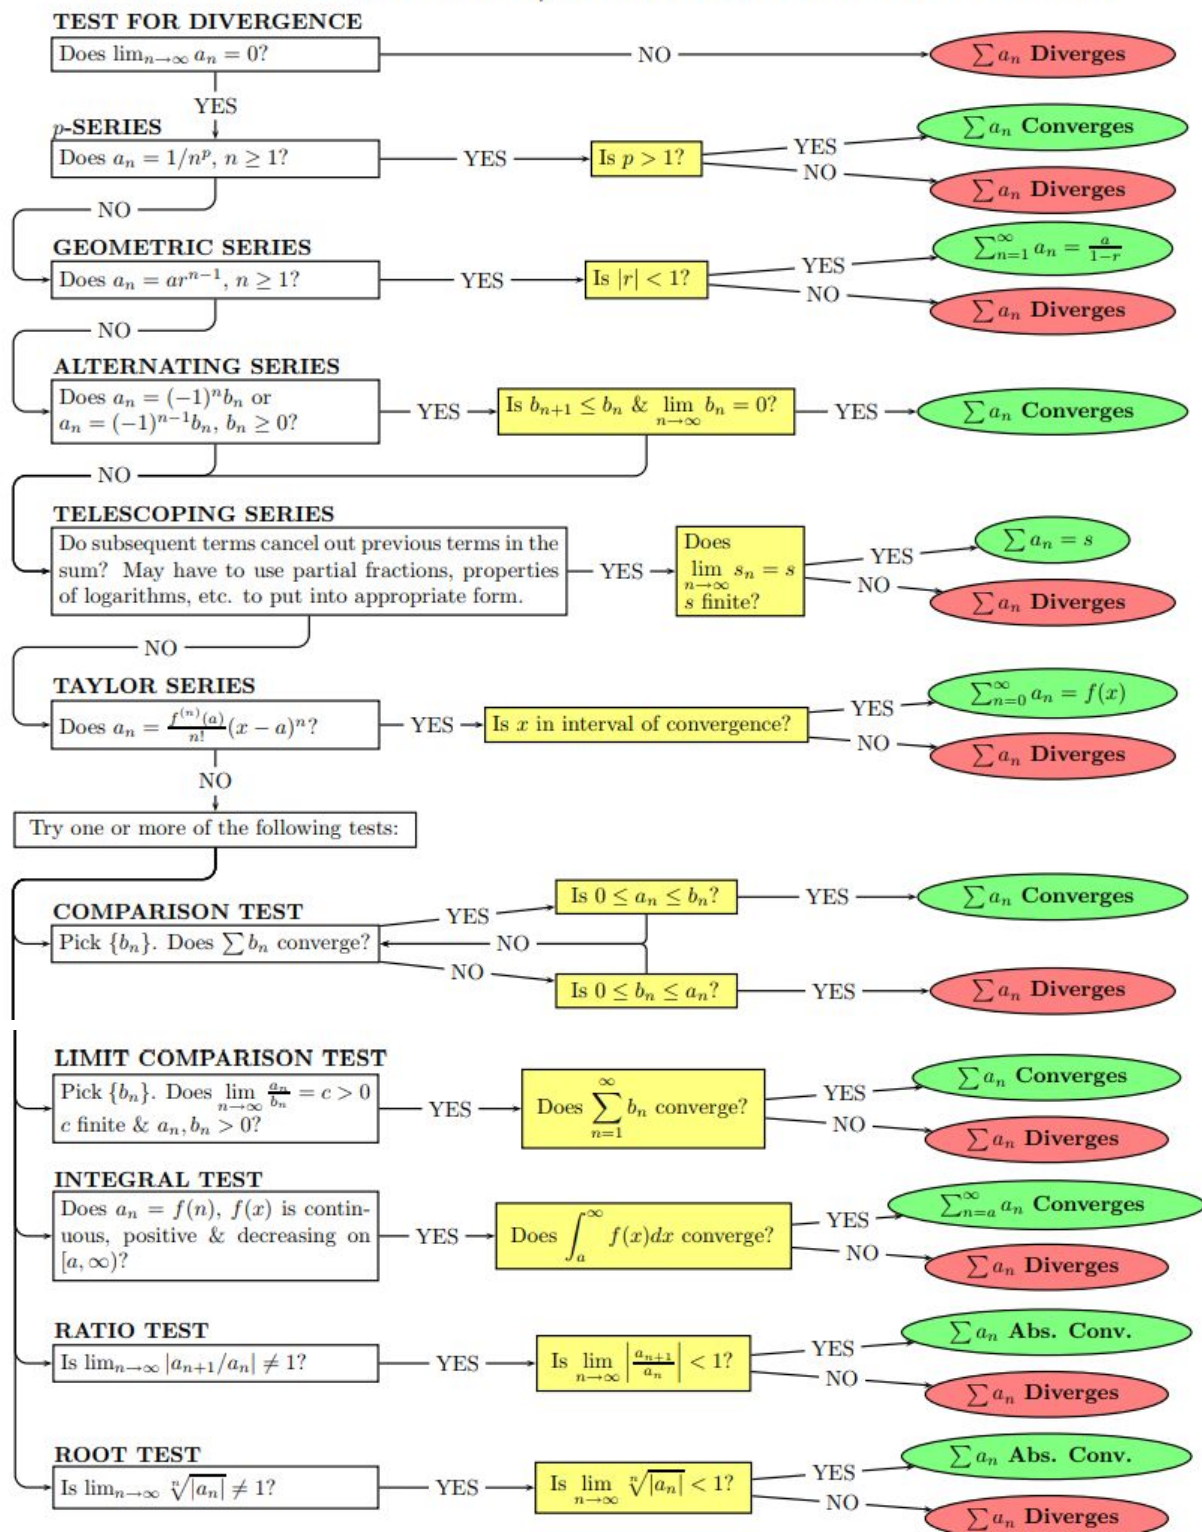 TEST FOR DIVERGENCE
Does lim_{n→∞} a_n = 0?
NO
∑ a_n Diverges
YES
p-SERIES
Does a_n = 1/n^p, n ≥ 1?
YES
Is p > 1?
YES
∑ a_n Converges
NO
∑ a_n Diverges
NO
GEOMETRIC SERIES
Does a_n = ar^{n−1}, n ≥ 1?
YES
Is |r| < 1?
YES
∑_{n=1}^{∞} a_n = a/(1−r)
NO
∑ a_n Diverges
NO
ALTERNATING SERIES
Does a_n = (−1)^n b_n or
a_n = (−1)^{n−1} b_n, b_n ≥ 0?
YES
Is b_{n+1} ≤ b_n & lim_{n→∞} b_n = 0?
YES
∑ a_n Converges
NO
TELESCOPING SERIES
Do subsequent terms cancel out previous terms in the
sum? May have to use partial fractions, properties
of logarithms, etc. to put into appropriate form.
YES
Does
lim_{n→∞} s_n = s
s finite?
YES
∑ a_n = s
NO
∑ a_n Diverges
NO
TAYLOR SERIES
Does a_n = f^{(n)}(a)/n! (x − a)^n?
YES
Is x in interval of convergence?
YES
∑_{n=0}^{∞} a_n = f(x)
NO
∑ a_n Diverges
NO
Try one or more of the following tests:
COMPARISON TEST
Pick {b_n}. Does ∑ b_n converge?
YES
Is 0 ≤ a_n ≤ b_n?
YES
∑ a_n Converges
NO
NO
Is 0 ≤ b_n ≤ a_n?
YES
∑ a_n Diverges
LIMIT COMPARISON TEST
Pick {b_n}. Does lim_{n→∞} a_n/b_n = c > 0
c finite & a_n, b_n > 0?
YES
Does ∑_{n=1}^{∞} b_n converge?
YES
∑ a_n Converges
NO
∑ a_n Diverges
INTEGRAL TEST
Does a_n = f(n), f(x) is contin-
uous, positive & decreasing on
[a, ∞)?
YES
Does ∫_a^∞ f(x)dx converge?
YES
∑_{n=a}^{∞} a_n Converges
NO
∑ a_n Diverges
RATIO TEST
Is lim_{n→∞} |a_{n+1}/a_n| ≠ 1?
YES
Is lim_{n→∞} |a_{n+1}/a_n| < 1?
YES
∑ a_n Abs. Conv.
NO
∑ a_n Diverges
ROOT TEST
Is lim_{n→∞} ⁿ√|a_n| ≠ 1?
YES
Is lim_{n→∞} ⁿ√|a_n| < 1?
YES
∑ a_n Abs. Conv.
NO
∑ a_n Diverges